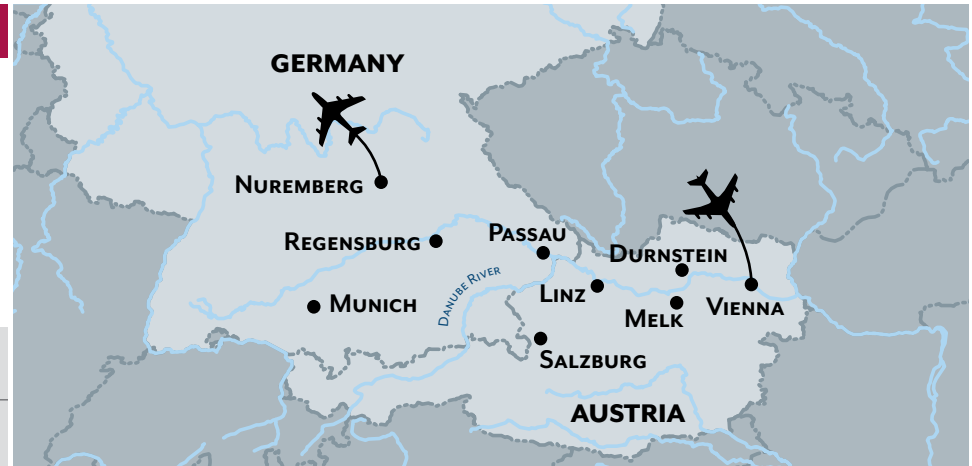 GERMANY
NUREMBERG
REGENSBURG
PASSAU
DURNSTEIN
DANUBE RIVER
LINZ
MUNICH
MELK
VIENNA
SALZBURG
AUSTRIA